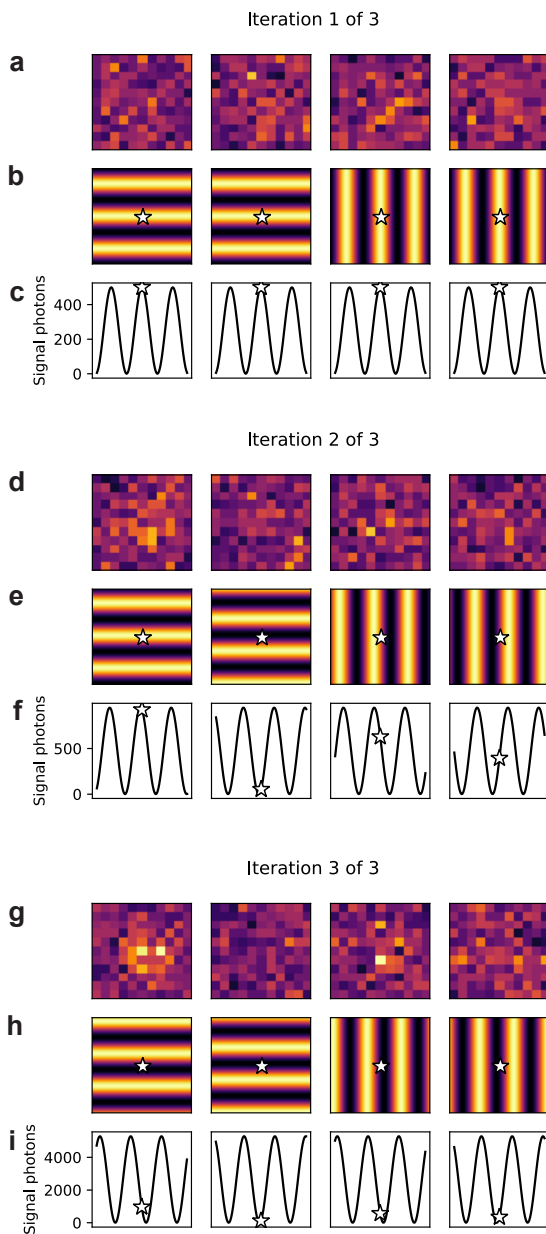 Iteration 1 of 3
a
b
c
Signal photons
400
200
0
Iteration 2 of 3
d
e
f
Signal photons
500
0
Iteration 3 of 3
g
h
i
Signal photons
4000
2000
0